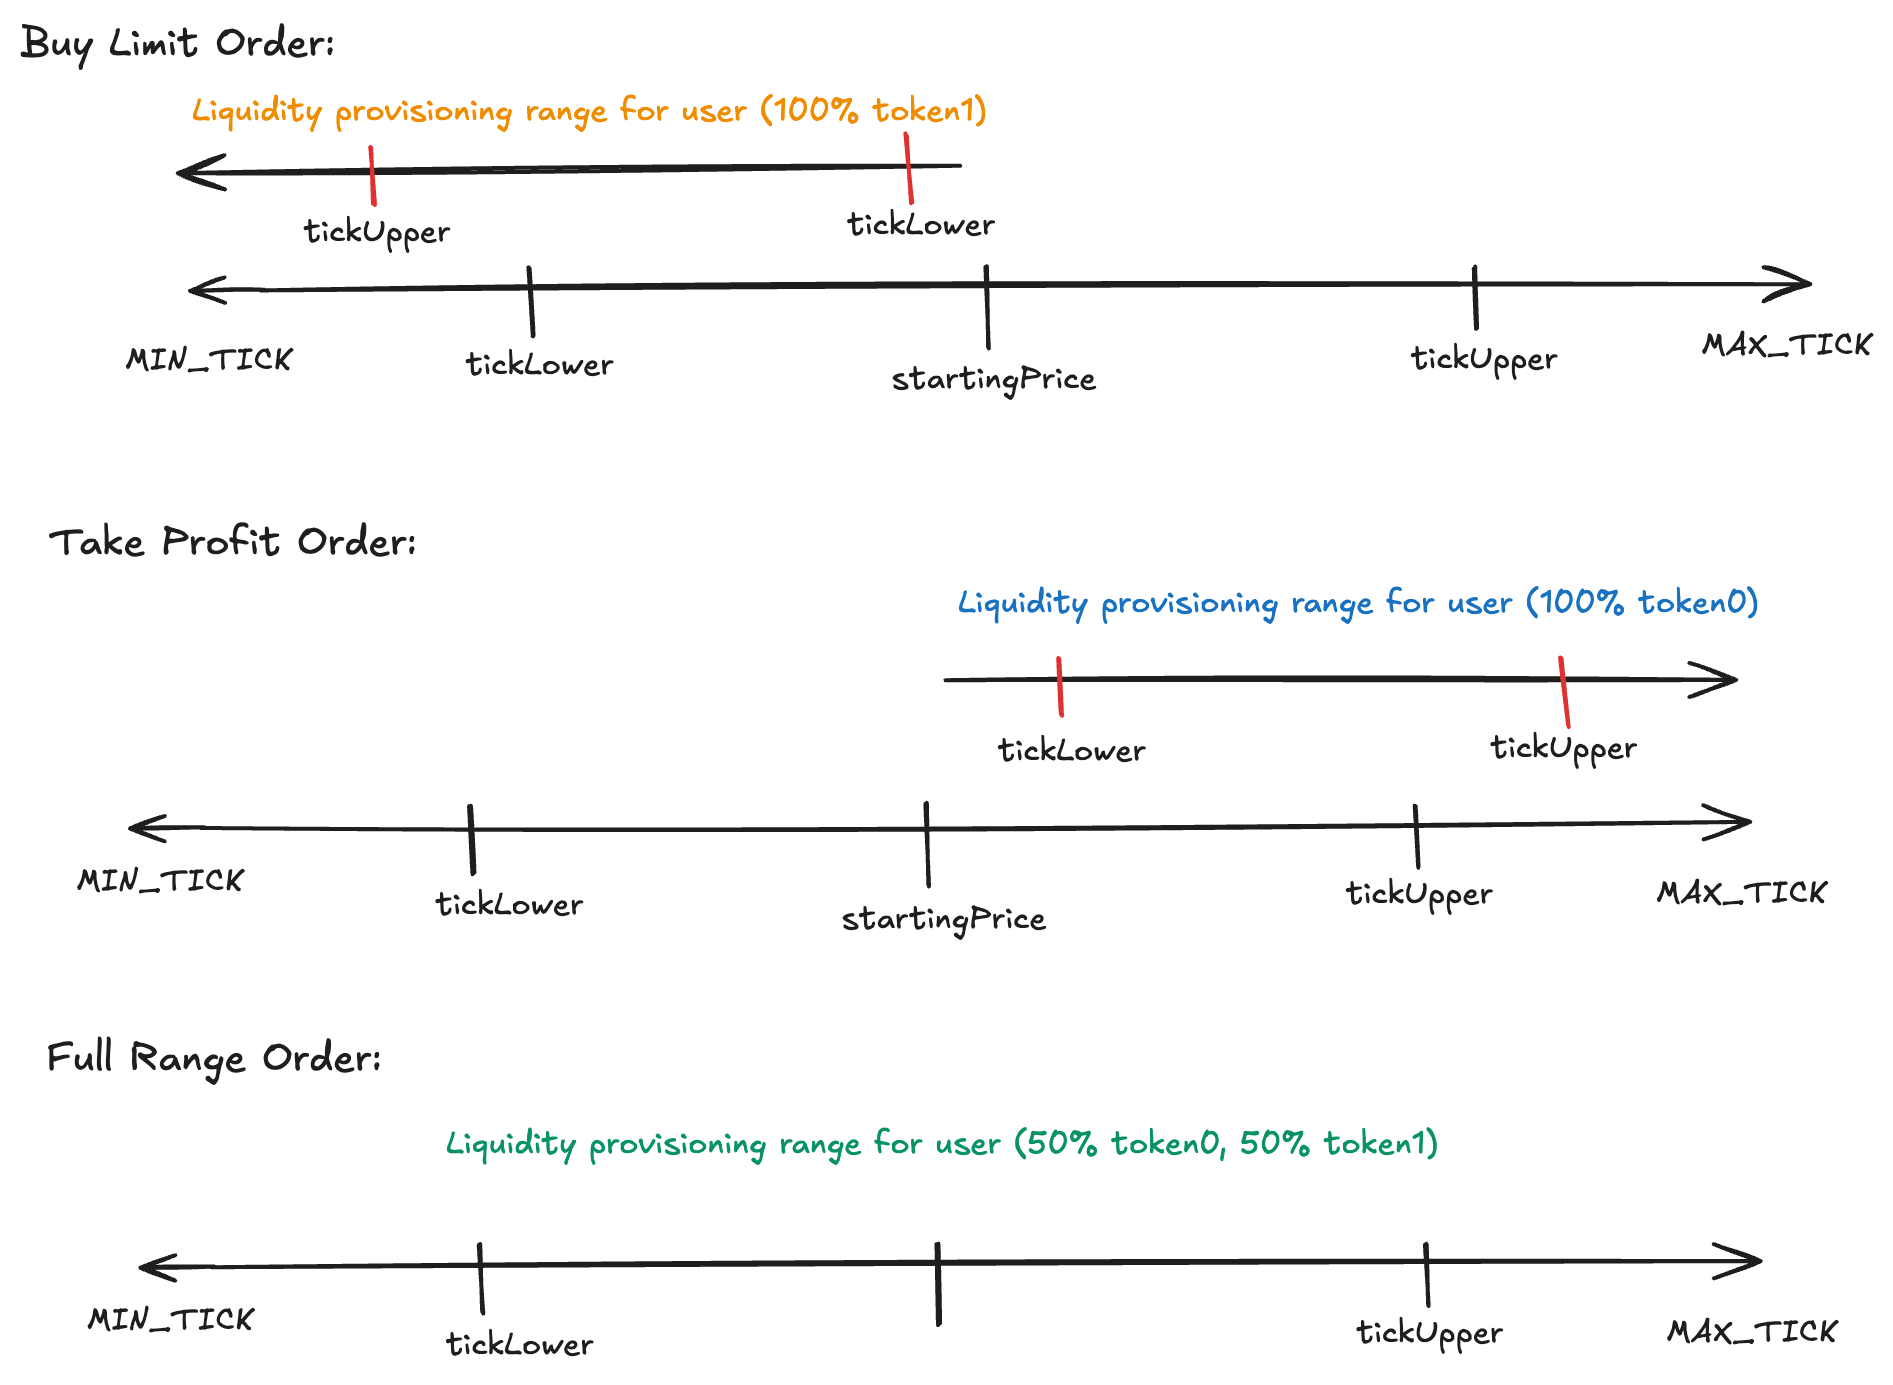 Buy Limit Order:
Liquidity provisioning range for user (100% token1)
tickUpper
tickLower
MIN_TICK
tickLower
startingPrice
tickUpper
MAX_TICK
Take Profit Order:
Liquidity provisioning range for user (100% token0)
tickLower
tickUpper
MIN_TICK
tickLower
startingPrice
tickUpper
MAX_TICK
Full Range Order:
Liquidity provisioning range for user (50% token0, 50% token1)
MIN_TICK
tickLower
tickUpper
MAX_TICK